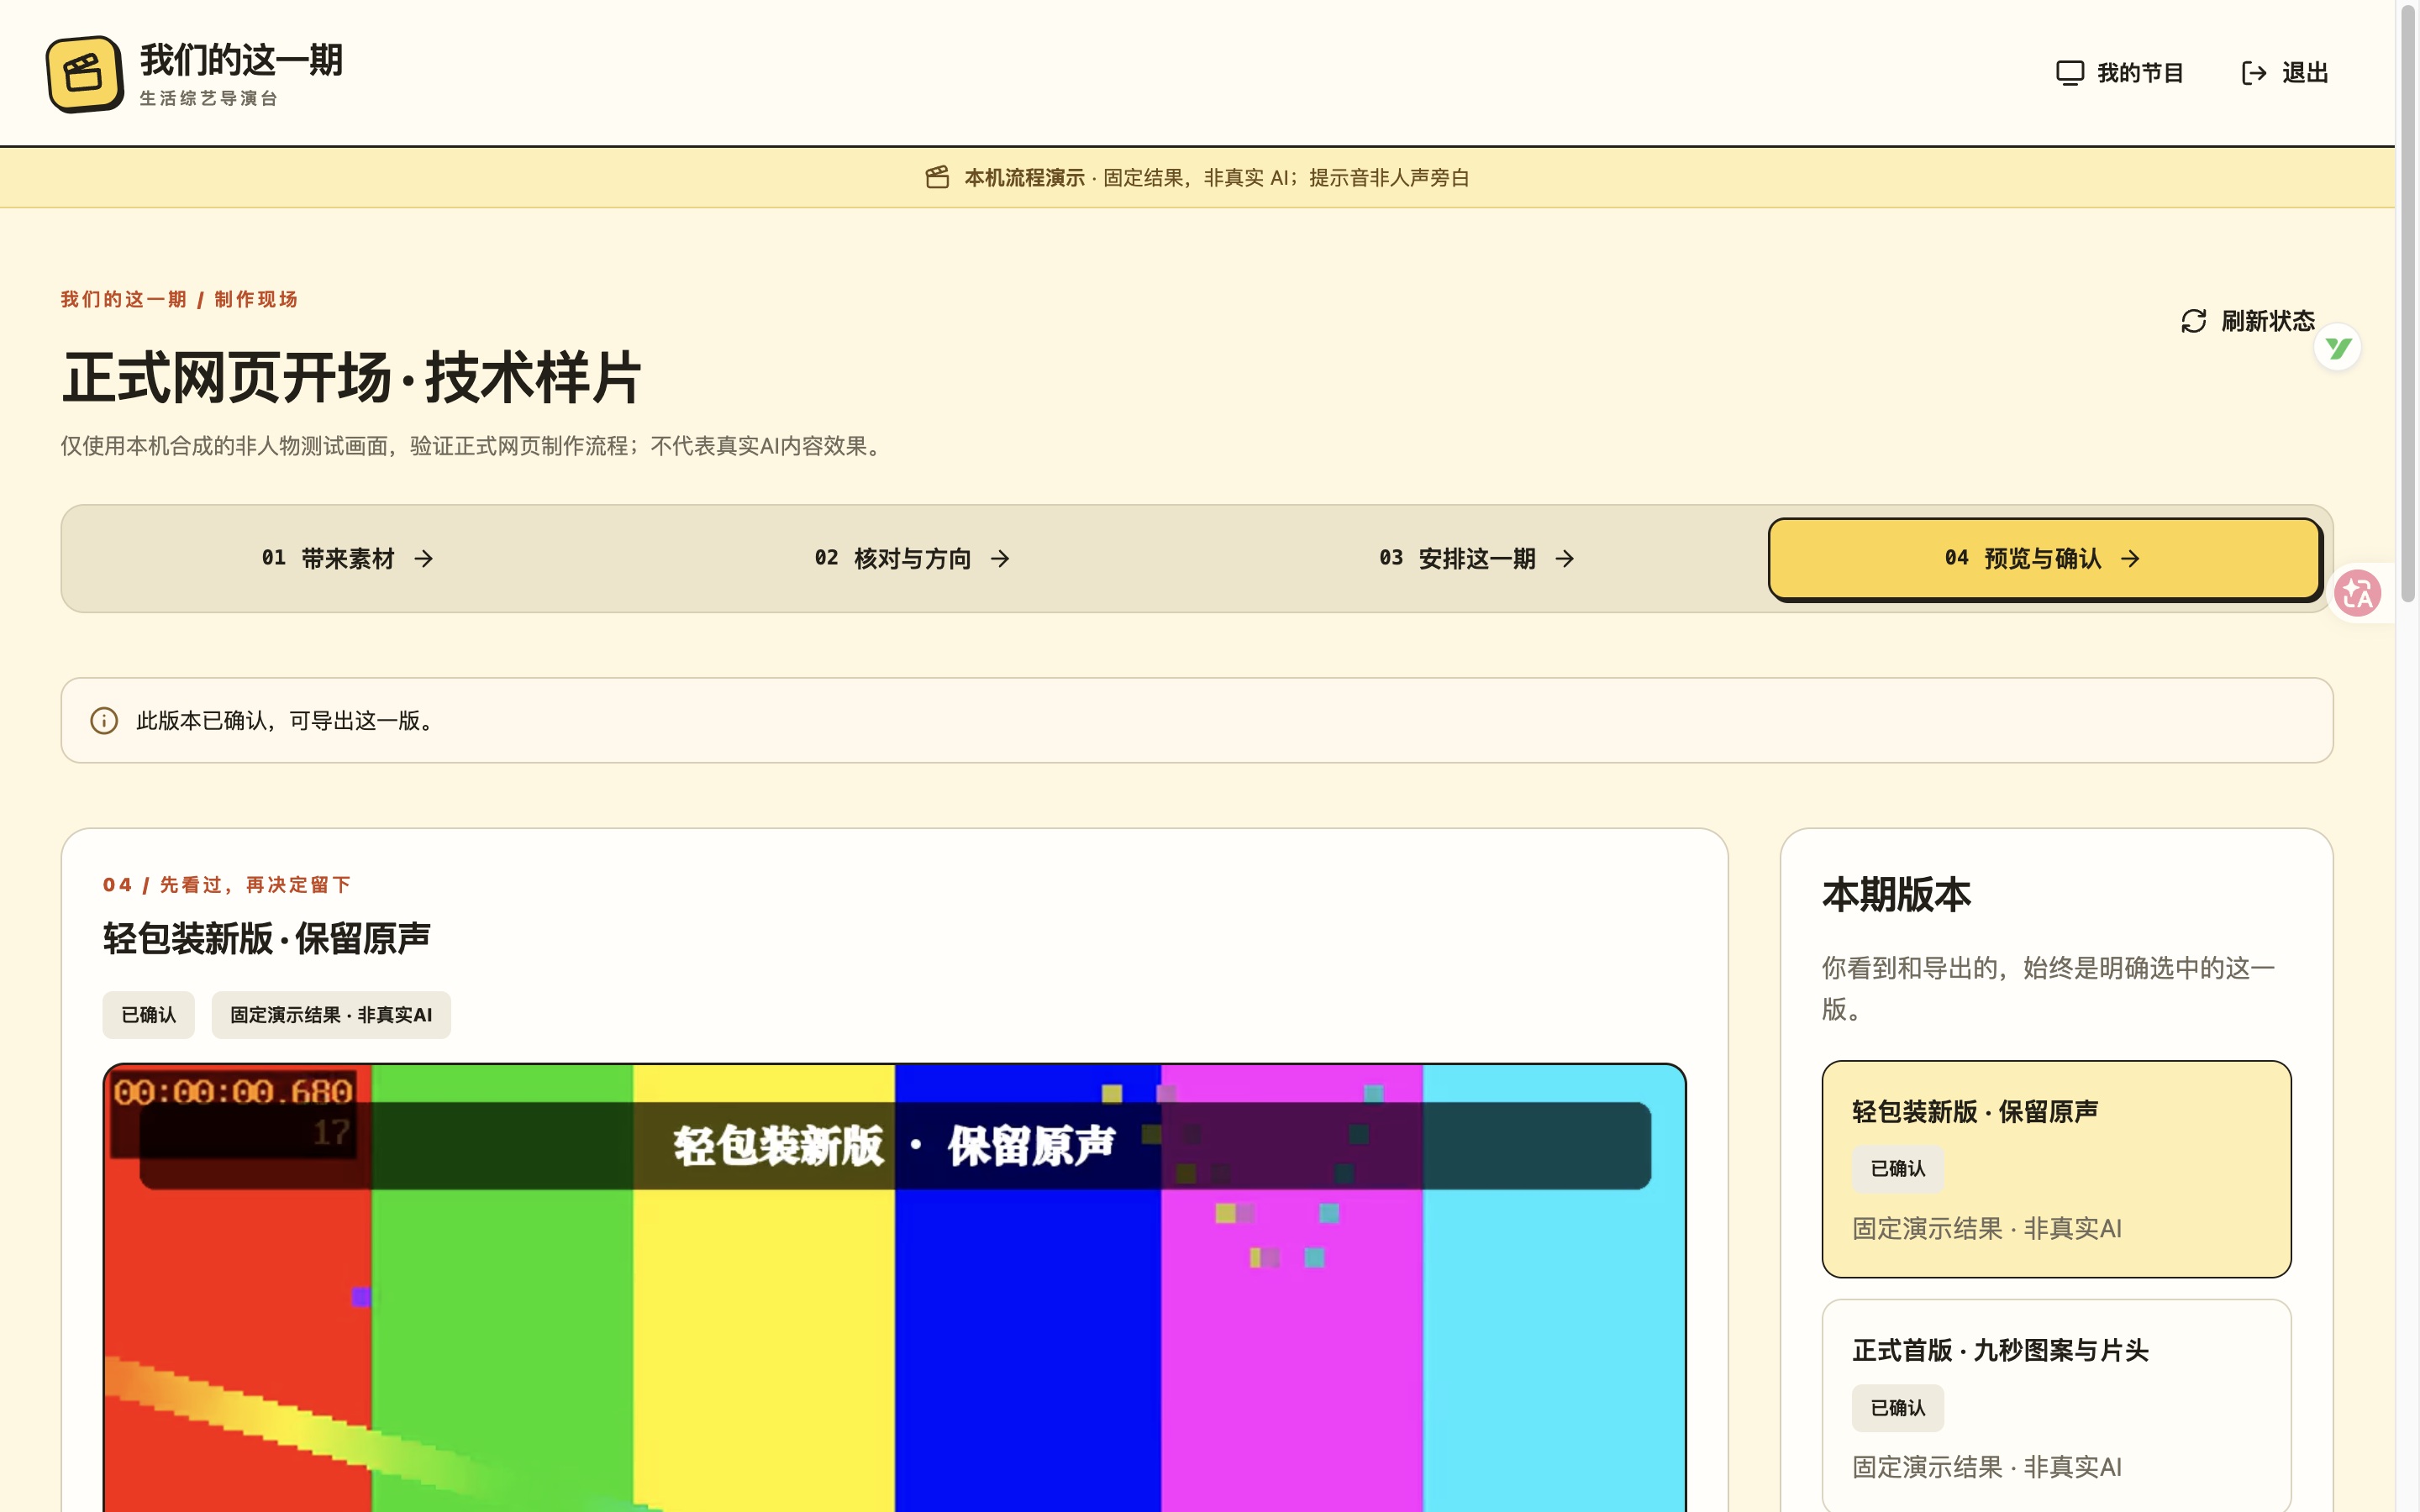 我们的这一期
生活综艺导演台
我的节目
退出
本机流程演示 · 固定结果，非真实 AI；提示音非人声旁白
我们的这一期 / 制作现场
刷新状态
正式网页开场·技术样片
仅使用本机合成的非人物测试画面，验证正式网页制作流程；不代表真实AI内容效果。
01 带来素材 →
02 核对与方向 →
03 安排这一期 →
04 预览与确认 →
此版本已确认，可导出这一版。
04 / 先看过，再决定留下
轻包装新版·保留原声
已确认
固定演示结果 · 非真实AI
00:00:00.680
17
轻包装新版 · 保留原声
本期版本
你看到和导出的，始终是明确选中的这一
版。
轻包装新版 · 保留原声
已确认
固定演示结果 · 非真实AI
正式首版 · 九秒图案与片头
已确认
固定演示结果 · 非真实AI